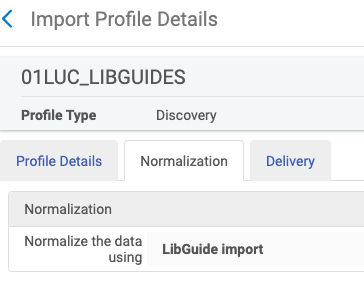 Import Profile Details
01LUC_LIBGUIDES
Profile Type Discovery
Profile Details Normalization Delivery
Normalization
Normalize the data LibGuide import
using